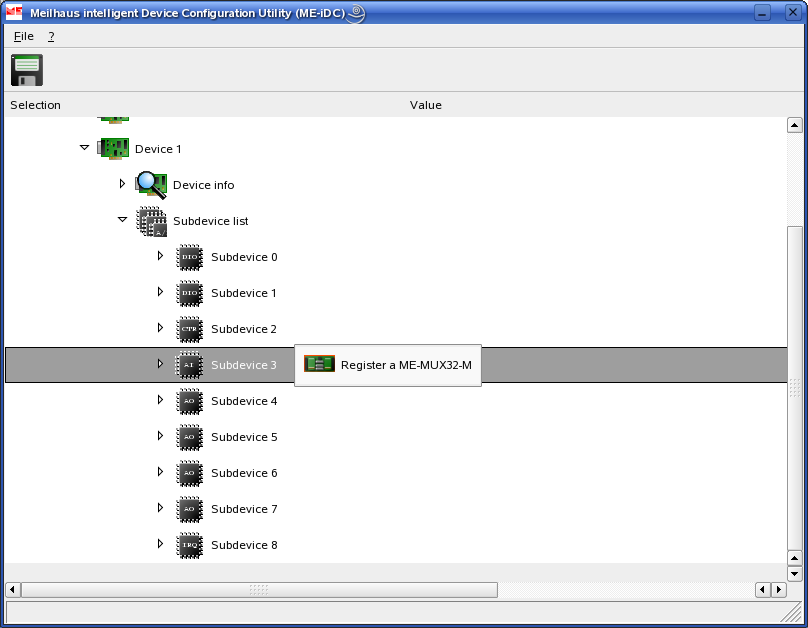 Meilhaus intelligent Device Configuration Utility (ME-iDC)
File ?
Selection Value
Device 1
Device info
Subdevice list
DIO Subdevice 0
DIO Subdevice 1
CTR Subdevice 2
AI Subdevice 3 Register a ME-MUX32-M
AO Subdevice 4
AO Subdevice 5
AO Subdevice 6
AO Subdevice 7
IRQ Subdevice 8